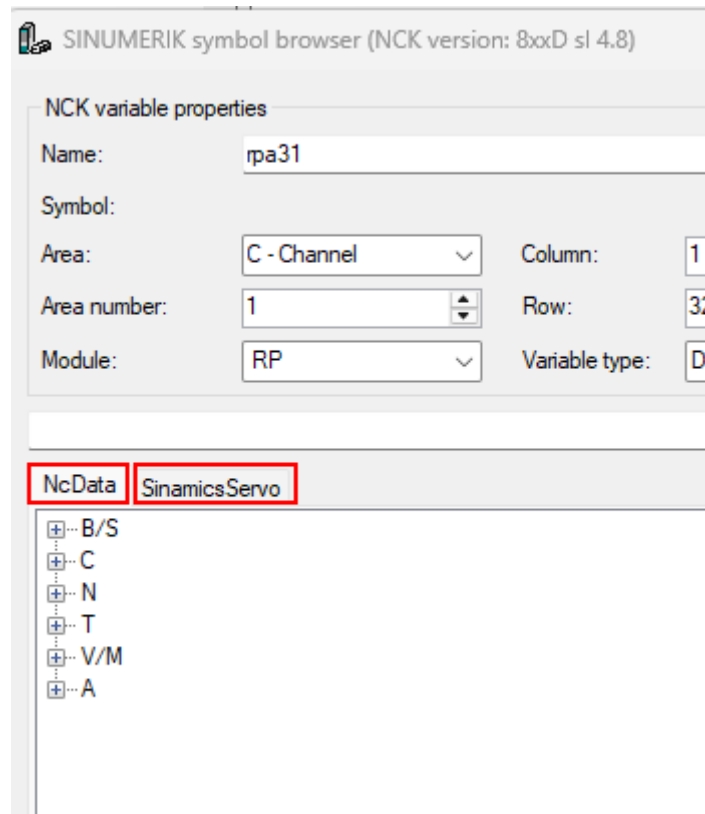 SINUMERIK symbol browser (NCK version: 8xxD sl 4.8)
NCK variable properties
Name: rpa31
Symbol:
Area: C - Channel Column: 1
Area number: 1 Row: 32
Module: RP Variable type: D
NcData SinamicsServo
B/S
C
N
T
V/M
A